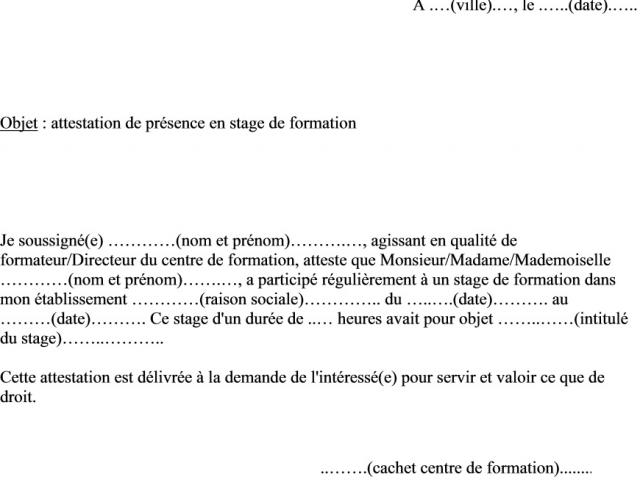 A ….(ville)…., le ……(date)……
Objet : attestation de présence en stage de formation
Je soussigné(e) …………(nom et prénom)……….…, agissant en qualité de
formateur/Directeur du centre de formation, atteste que Monsieur/Madame/Mademoiselle
…………(nom et prénom)…….…, a participé régulièrement à un stage de formation dans
mon établissement …………(raison sociale)………….. du …..….(date)………. au
………(date)………. Ce stage d'un durée de ..… heures avait pour objet ……..……(intitulé
du stage)……..………..
Cette attestation est délivrée à la demande de l'intéressé(e) pour servir et valoir ce que de
droit.
..…….(cachet centre de formation)........